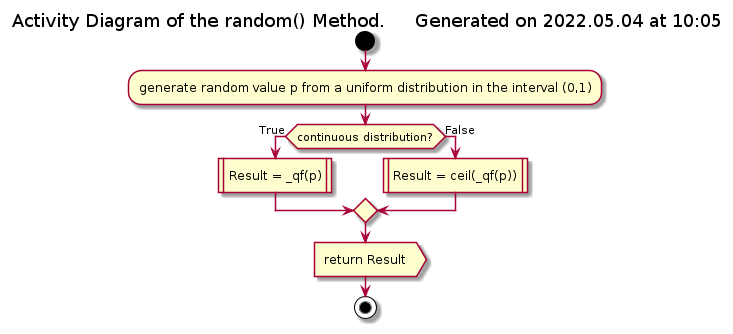 Activity Diagram of the random() Method. Generated on 2022.05.04 at 10:05
generate random value p from a uniform distribution in the interval (0,1)
True
continuous distribution?
False
Result = _qf(p)
Result = ceil(_qf(p))
return Result